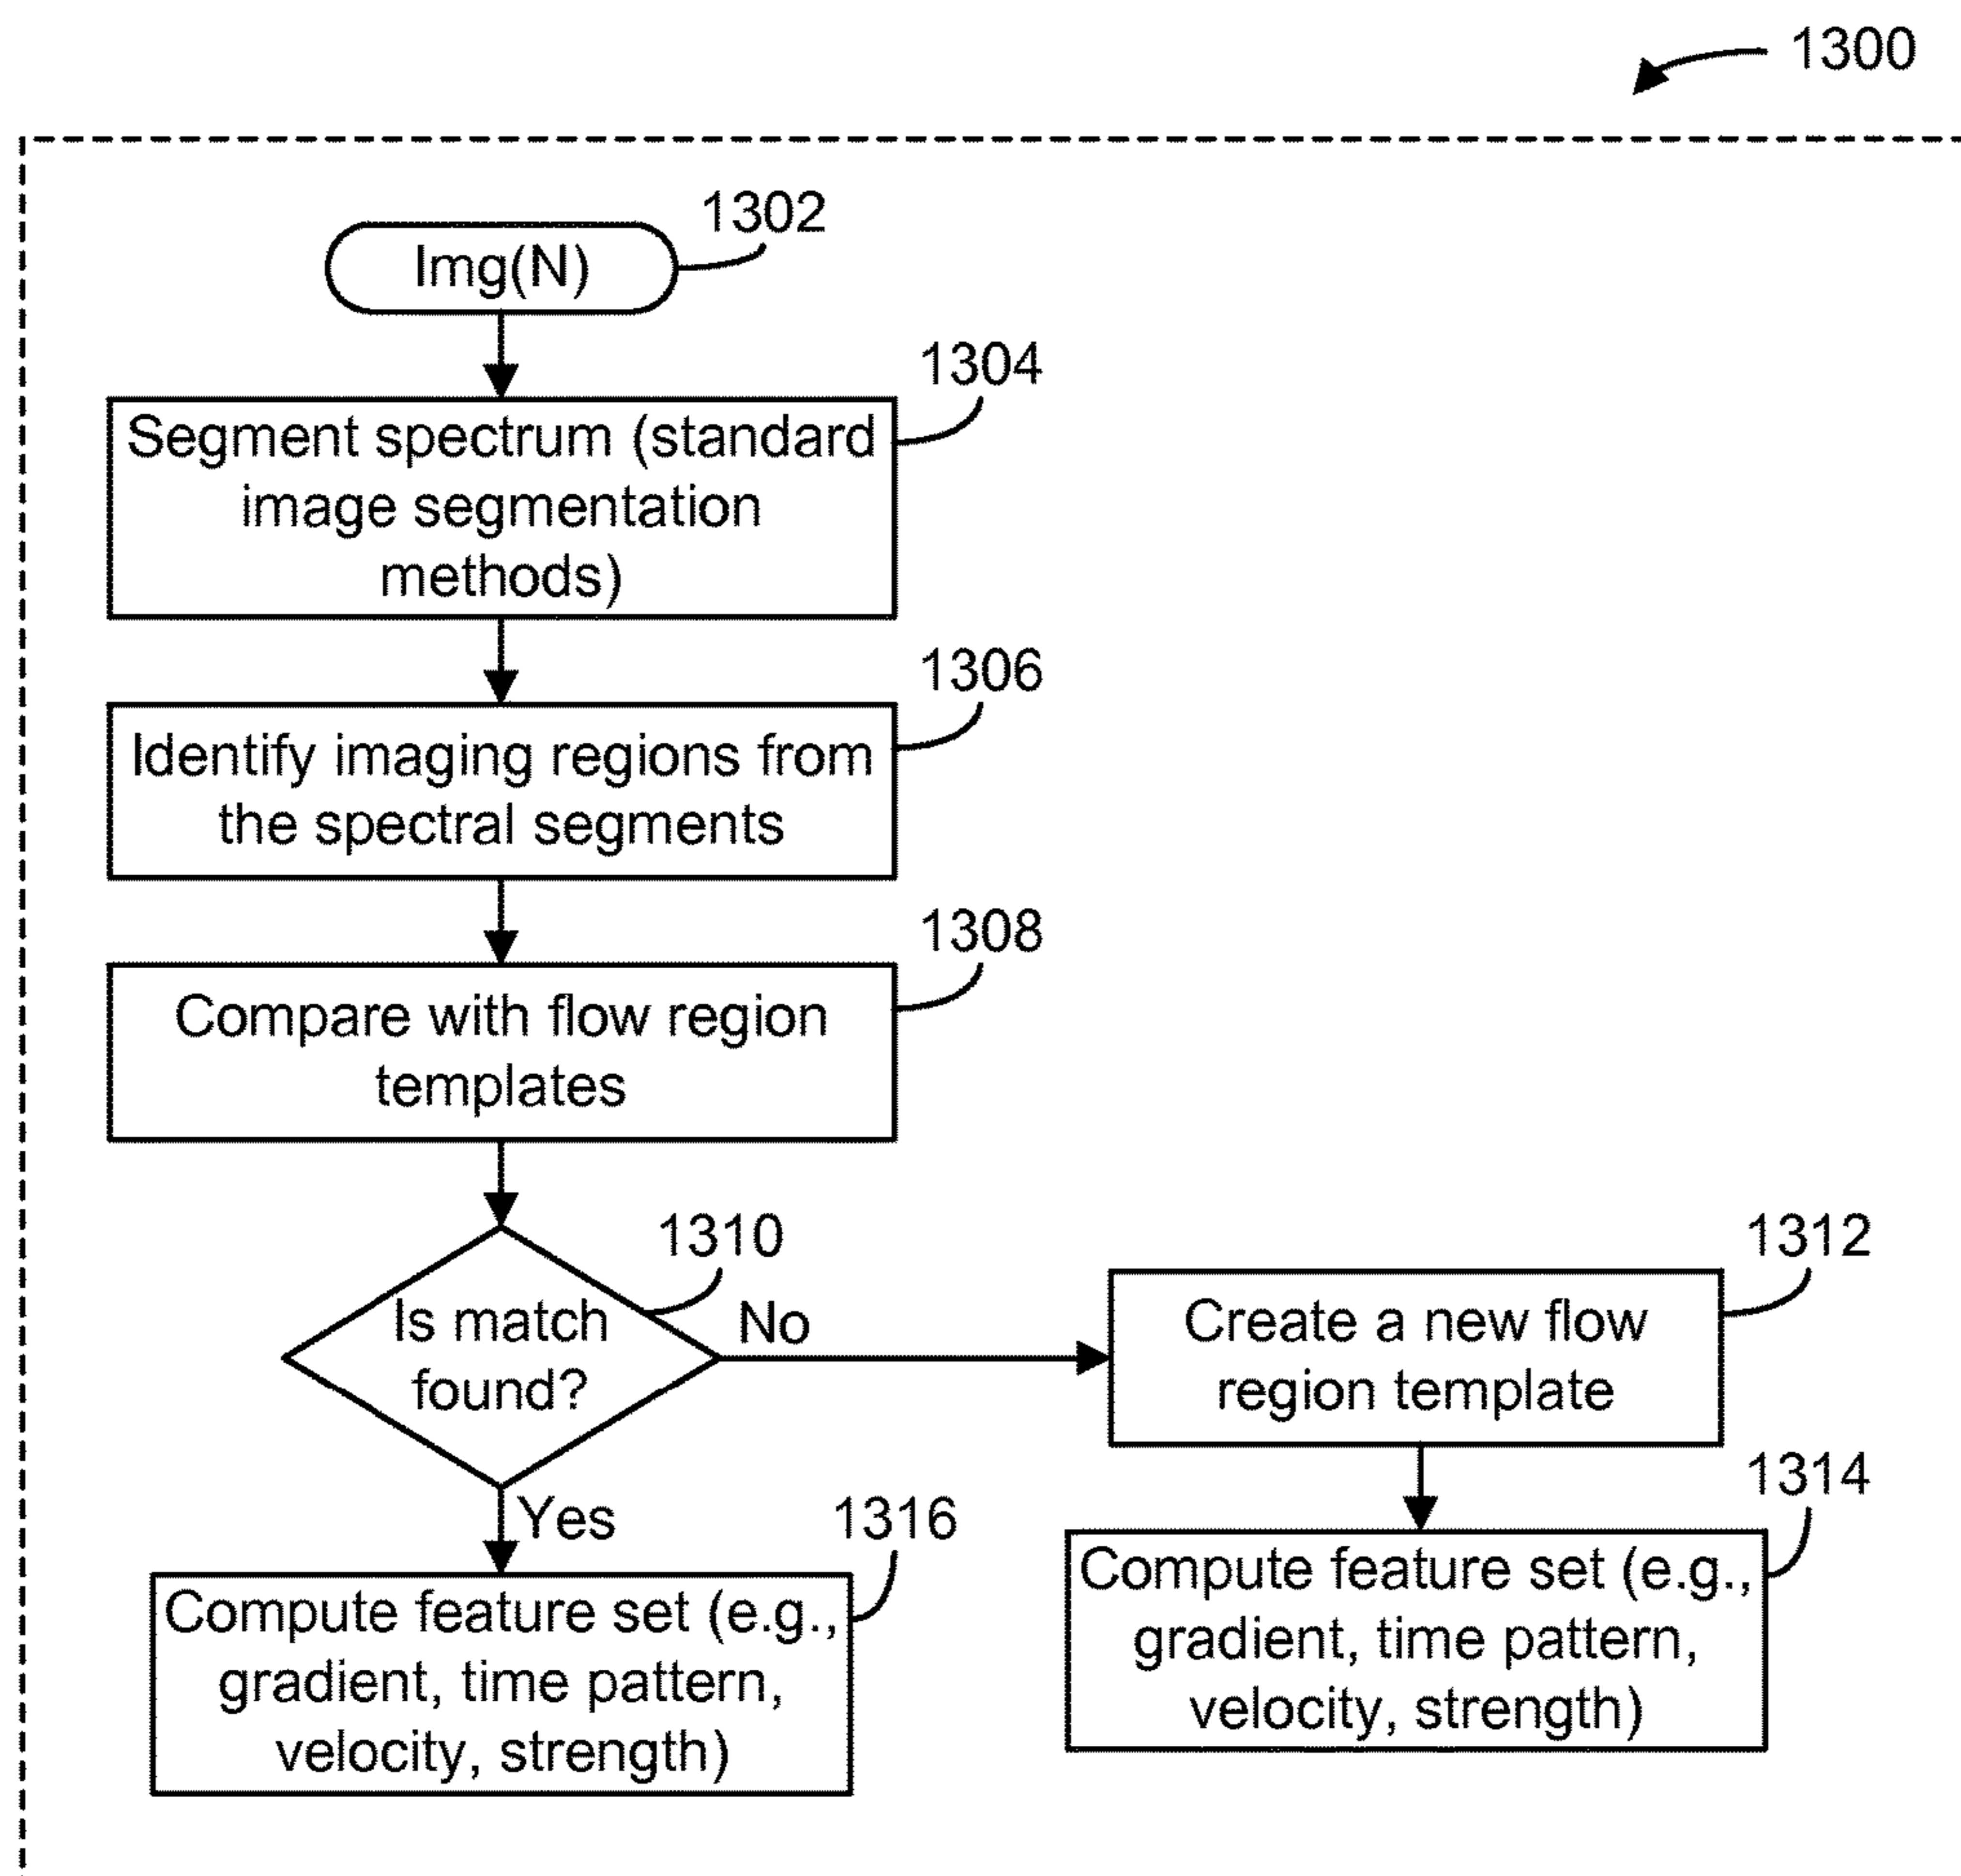 1300
1302
Img(N)
1304
Segment spectrum (standard
image segmentation
methods)
1306
Identify imaging regions from
the spectral segments
1308
Compare with flow region
templates
1310
Is match
found?
No
1312
Create a new flow
region template
Yes
1316
Compute feature set (e.g.,
gradient, time pattern,
velocity, strength)
1314
Compute feature set (e.g.,
gradient, time pattern,
velocity, strength)